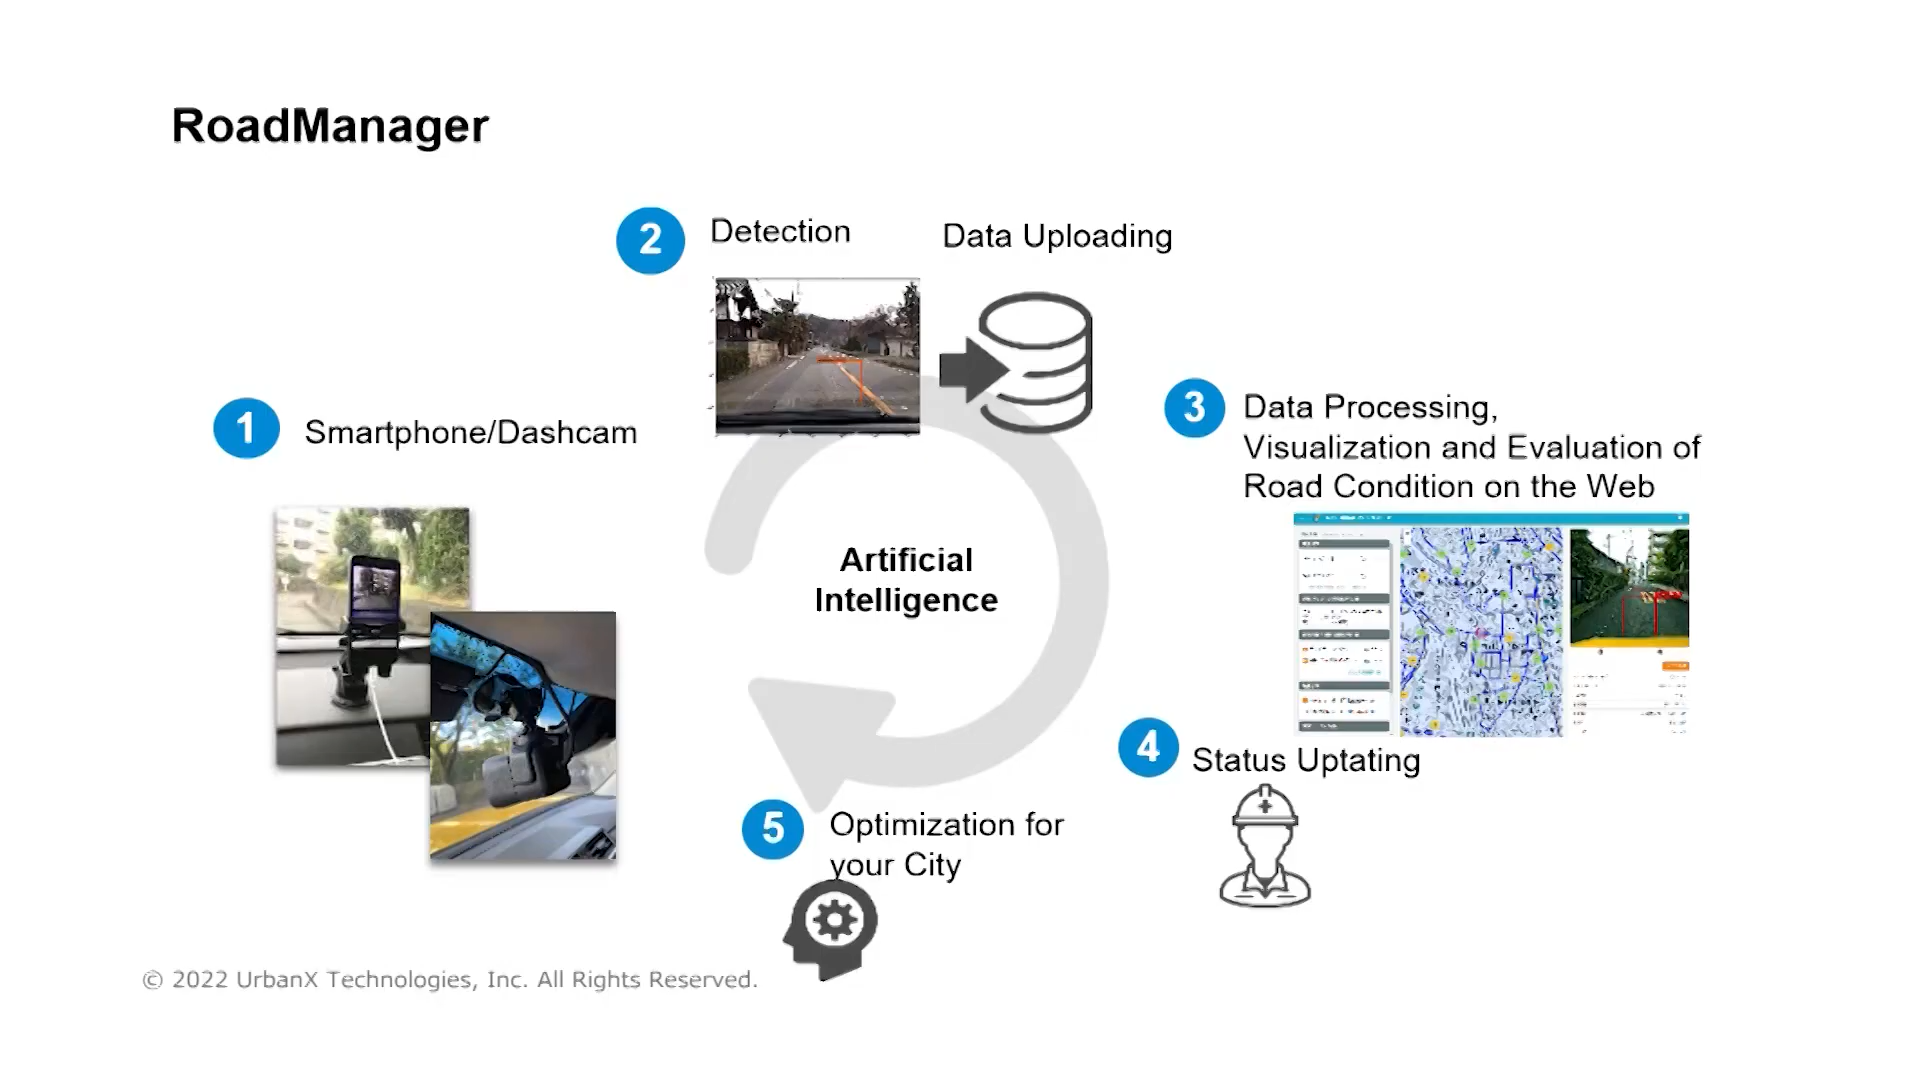 RoadManager
2
Detection
Data Uploading
1
Smartphone/Dashcam
3
Data Processing,
Visualization and Evaluation of
Road Condition on the Web
Artificial
Intelligence
4
Status Uptating
5
Optimization for
your City
© 2022 UrbanX Technologies, Inc. All Rights Reserved.